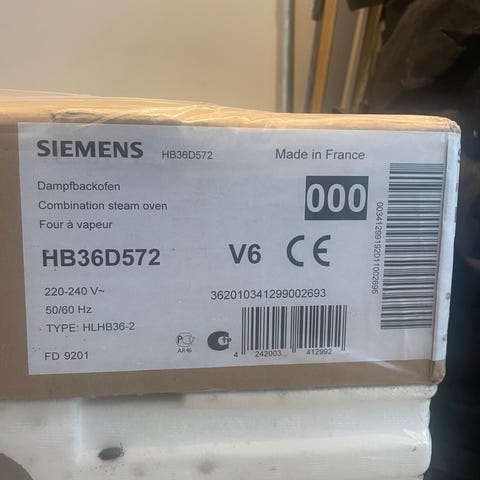 SIEMENS HB36D572 Made in France
Dampfbackofen
Combination steam oven
Four à vapeur
000
HB36D572 V6 CE
220-240 V~
50/60 Hz
TYPE: HLHB36-2
FD 9201
362010341299002693
AR46
4 242003 412992